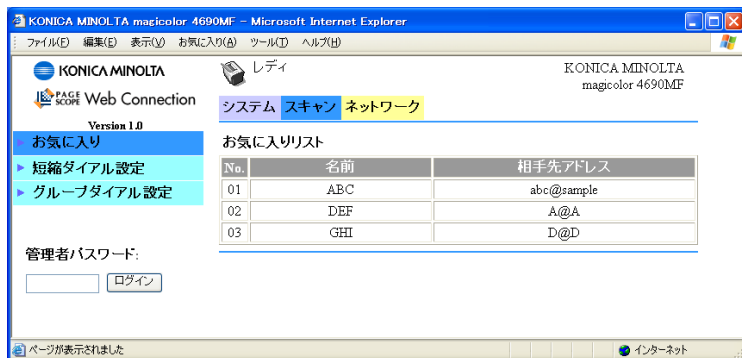 KONICA MINOLTA magicolor 4690MF - Microsoft Internet Explorer
ファイル(F) 編集(E) 表示(V) お気に入り(A) ツール(T) ヘルプ(H)
KONICA MINOLTA
PAGE SCOPE Web Connection
Version 1.0
レディ
KONICA MINOLTA
magicolor 4690MF
システム スキャン ネットワーク
お気に入り
短縮ダイアル設定
グループダイアル設定
管理者パスワード:
ログイン
お気に入りリスト
No. 名前 相手先アドレス
01 ABC abc@sample
02 DEF A@A
03 GHI D@D
ページが表示されました インターネット